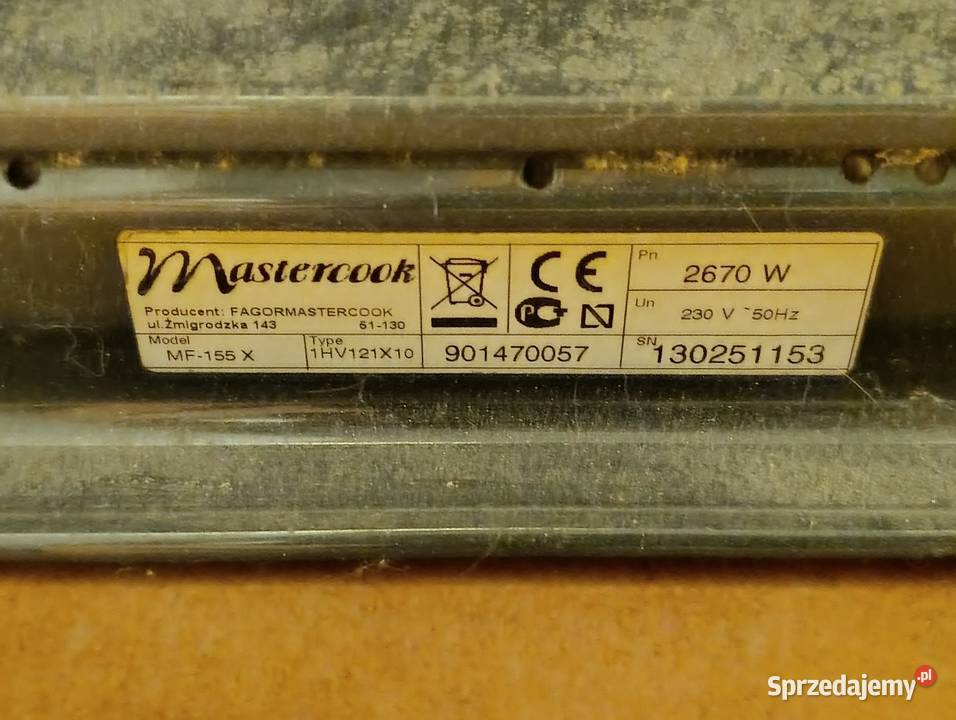 Mastercook
Producent: FAGORMASTERCOOK
ul.Żmigrodzka 143 51-130
Model
MF-155 X
Type
1HV121X10
901470057
CE
PC+
Pn
2670 W
Un
230 V ~50Hz
SN
130251153
Sprzedajemy.pl